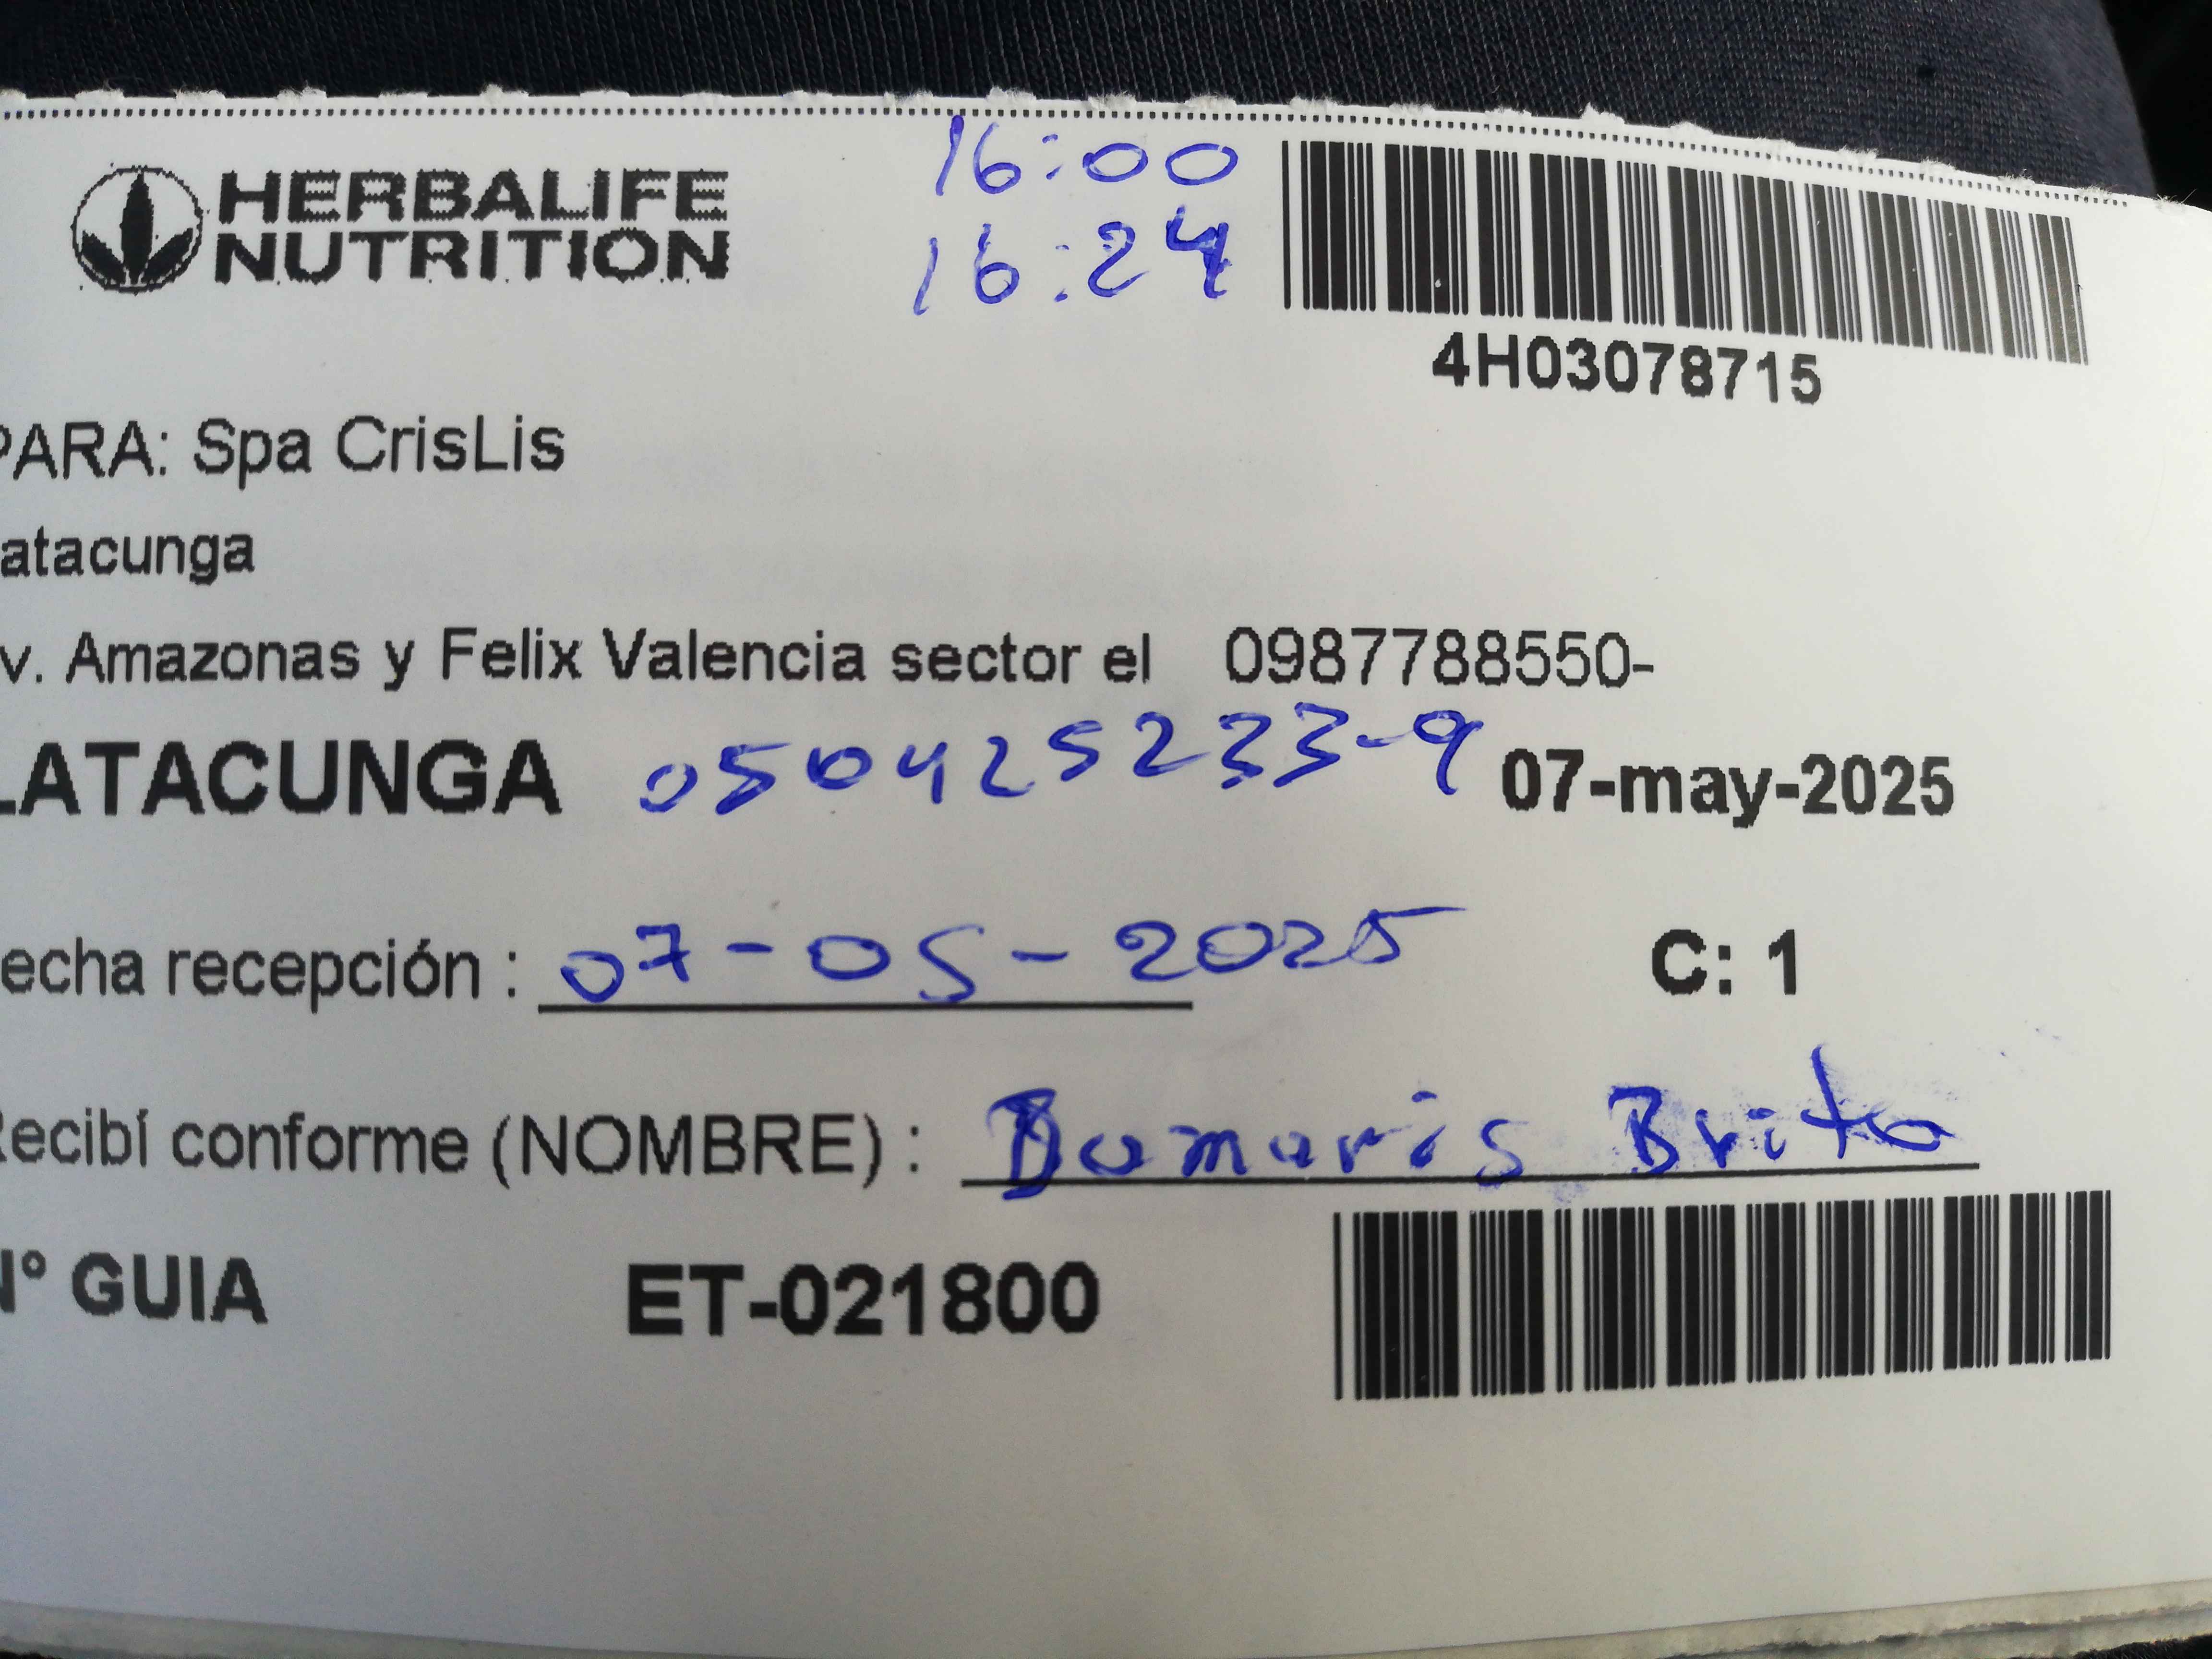 HERBALIFE
NUTRITION
16:00
16:24
4H03078715
PARA: Spa CrisLis
atacunga
v. Amazonas y Felix Valencia sector el 0987788550-
LATACUNGA 050425233-9 07-may-2025
echa recepción : 07-05-2025 C: 1
Recibí conforme (NOMBRE) : Damaris Brito
N° GUIA ET-021800